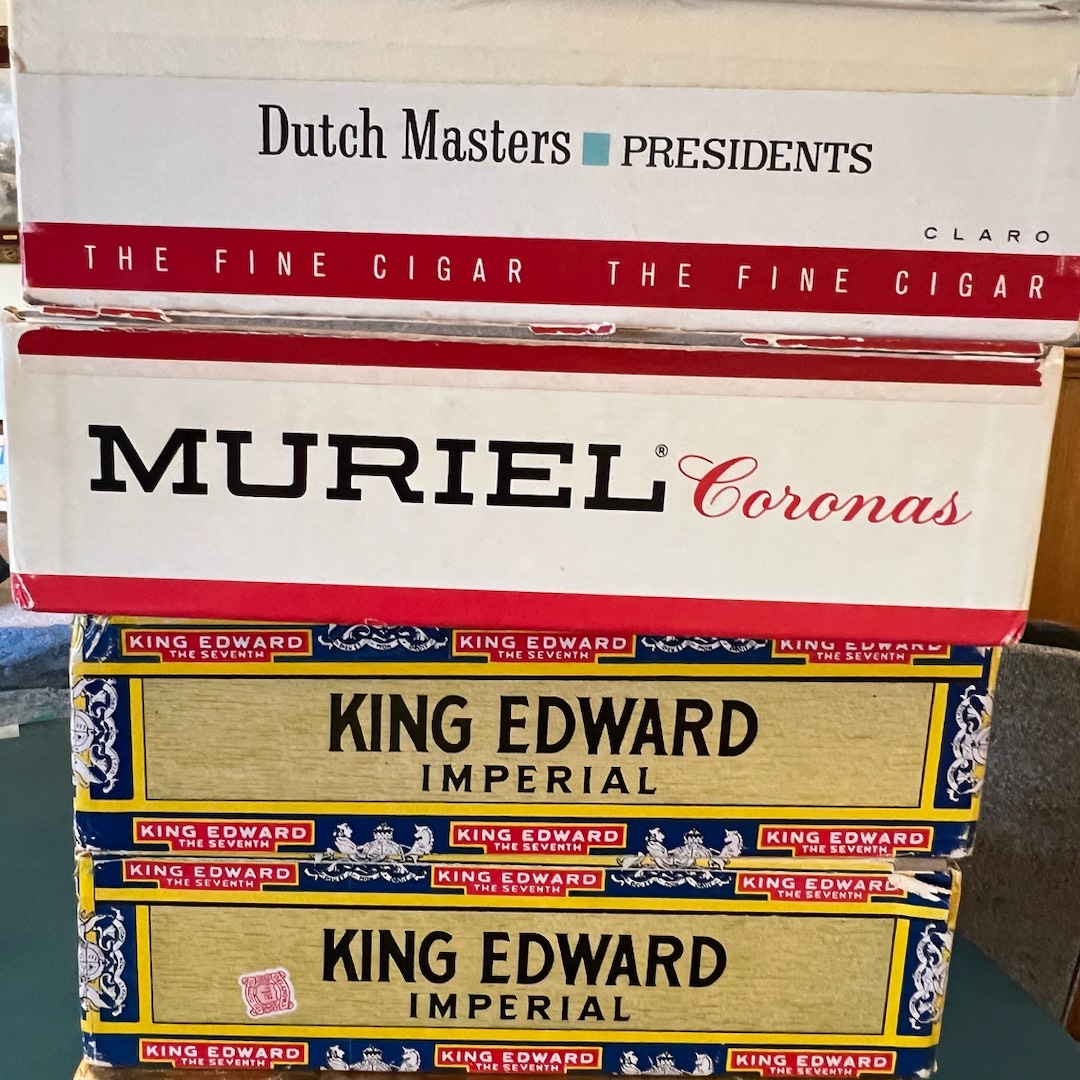 Dutch Masters PRESIDENTS
CLARO
THE FINE CIGAR THE FINE CIGAR
MURIEL® Coronas
KING EDWARD THE SEVENTH KING EDWARD THE SEVENTH KING EDWARD THE SEVENTH
KING EDWARD
IMPERIAL
KING EDWARD THE SEVENTH KING EDWARD THE SEVENTH KING EDWARD THE SEVENTH
KING EDWARD THE SEVENTH KING EDWARD THE SEVENTH KING EDWARD THE SEVENTH
KING EDWARD
IMPERIAL
KING EDWARD THE SEVENTH KING EDWARD THE SEVENTH KING EDWARD THE SEVENTH